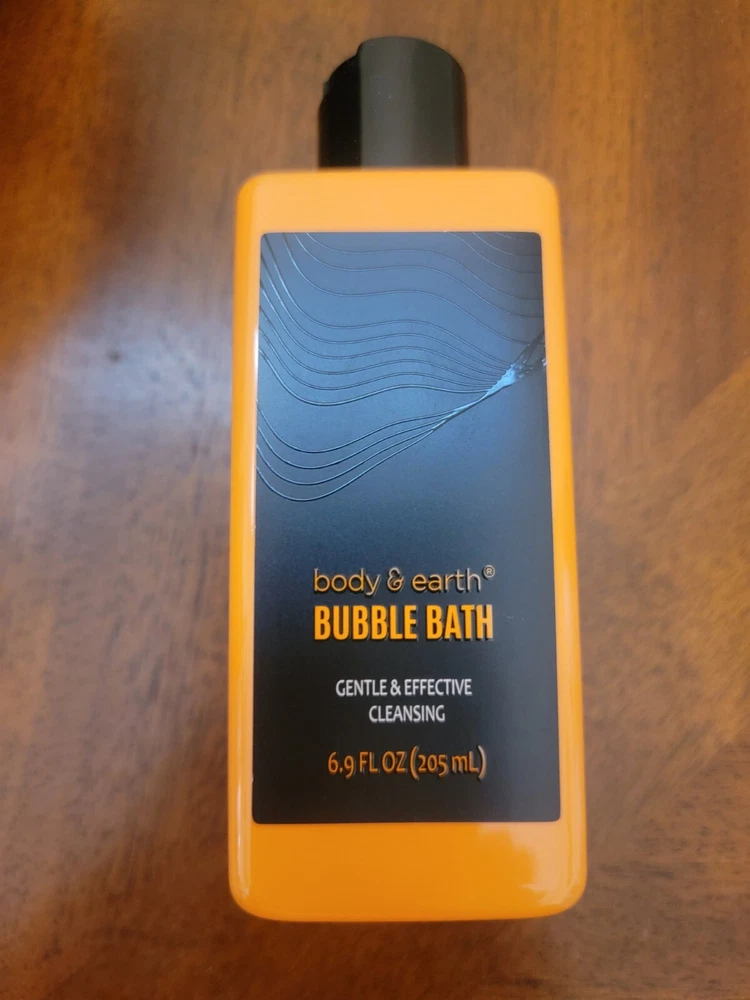 body & earth®
BUBBLE BATH
GENTLE & EFFECTIVE
CLEANSING
6.9 FL OZ (205 mL)